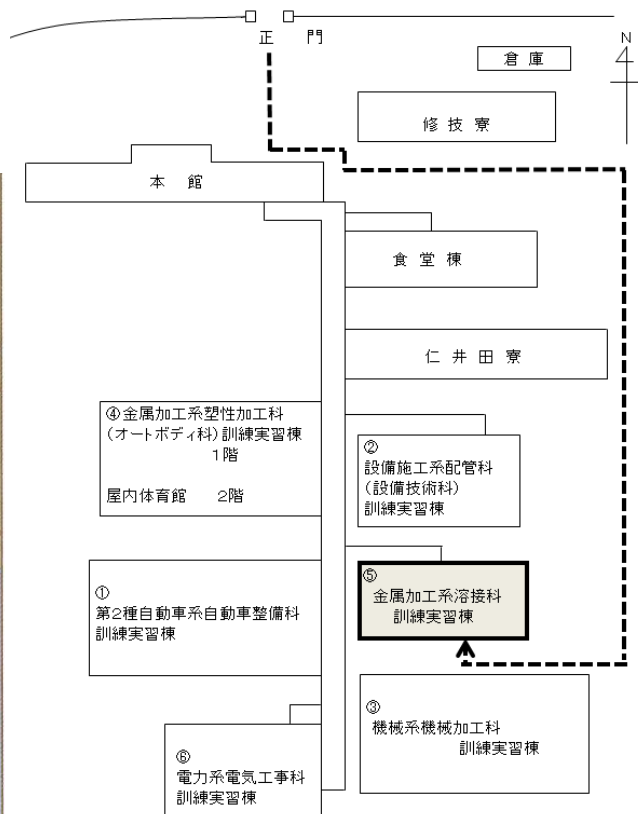 正 門
N
倉 庫
修 技 寮
本 館
食 堂 棟
仁 井 田 寮
④金属加工系塑性加工科
(オートボディ科)訓練実習棟
1階
屋内体育館 2階
②
設備施工系配管科
(設備技術科)
訓練実習棟
①
第2種自動車系自動車整備科
訓練実習棟
⑤
金属加工系溶接科
訓練実習棟
③
機械系機械加工科
訓練実習棟
⑥
電力系電気工事科
訓練実習棟